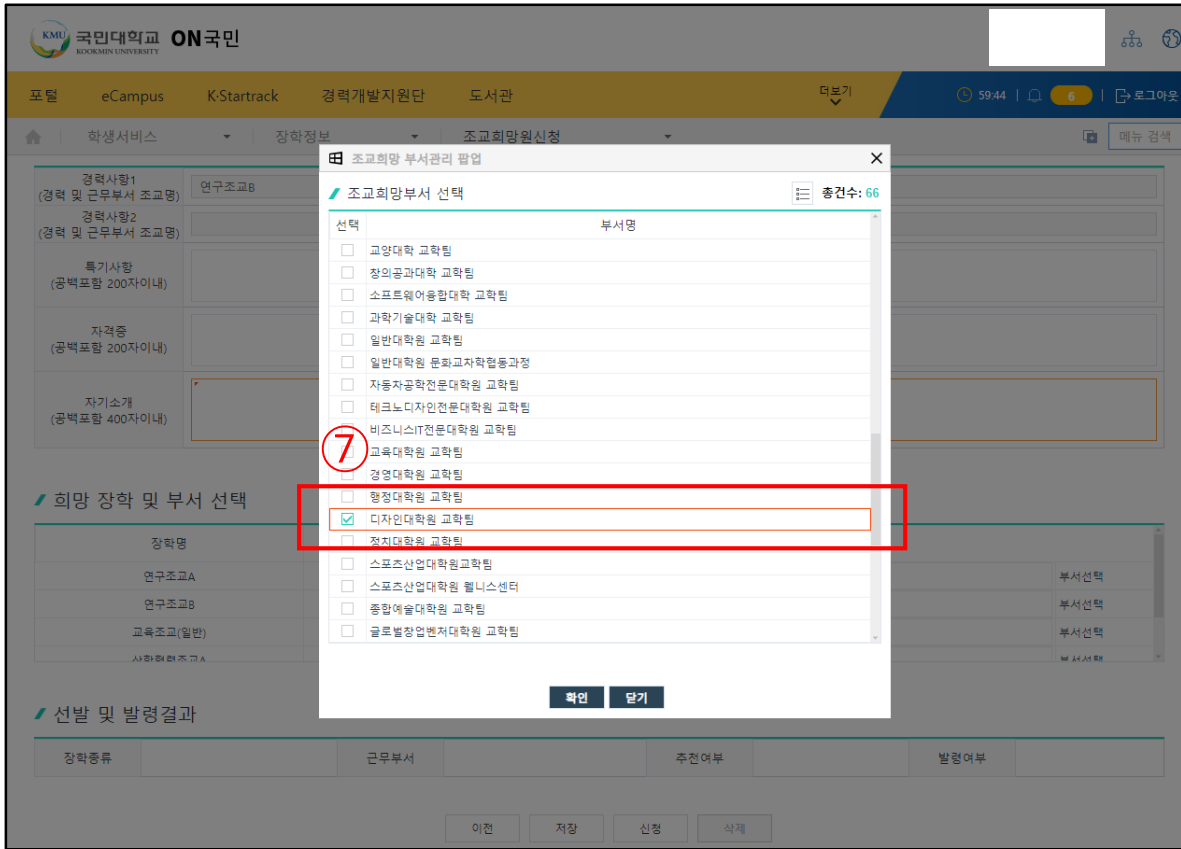 KMU 국민대학교 ON국민
KOOKMIN UNIVERSITY
포털 eCampus K·Startrack 경력개발지원단 도서관 더보기 59:44 | 6 | 로그아웃
학생서비스 장학정보 조교희망원신청 메뉴 검색
조교희망 부서관리 팝업
조교희망부서 선택 총건수: 66
선택 부서명
교양대학 교학팀
창의공과대학 교학팀
소프트웨어융합대학 교학팀
과학기술대학 교학팀
일반대학원 교학팀
일반대학원 문화교차학협동과정
자동차공학전문대학원 교학팀
테크노디자인전문대학원 교학팀
비즈니스IT전문대학원 교학팀
⑦
교육대학원 교학팀
경영대학원 교학팀
행정대학원 교학팀
디자인대학원 교학팀
정치대학원 교학팀
스포츠산업대학원교학팀
스포츠산업대학원 웰니스센터
종합예술대학원 교학팀
글로벌창업벤처대학원 교학팀
확인 닫기
경력사항1
(경력 및 근무부서 조교명)
연구조교B
경력사항2
(경력 및 근무부서 조교명)
특기사항
(공백포함 200자이내)
자격증
(공백포함 200자이내)
자기소개
(공백포함 400자이내)
희망 장학 및 부서 선택
장학명
연구조교A 부서선택
연구조교B 부서선택
교육조교(일반) 부서선택
산학협력조교A 부서선택
선발 및 발령결과
장학종류 근무부서 추천여부 발령여부
이전 저장 신청 삭제